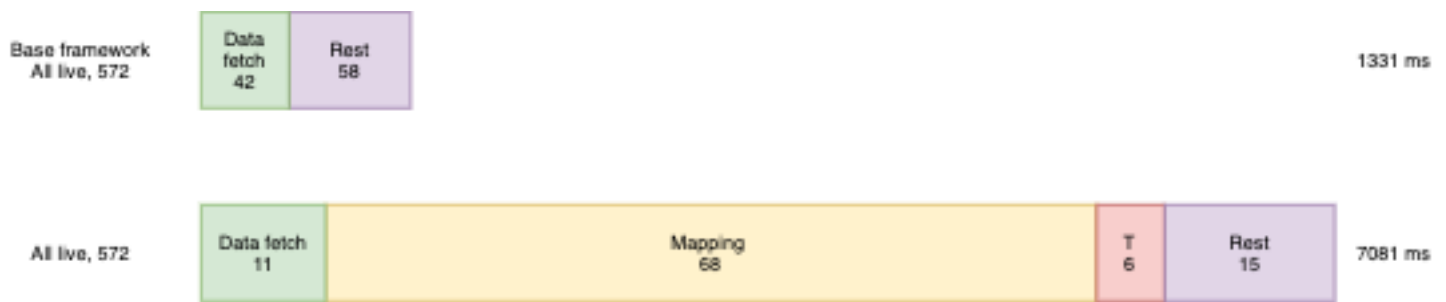 Base framework
All live, 572
Data
fetch
42
Rest
58
1331 ms
All live, 572
Data fetch
11
Mapping
68
T
6
Rest
15
7081 ms